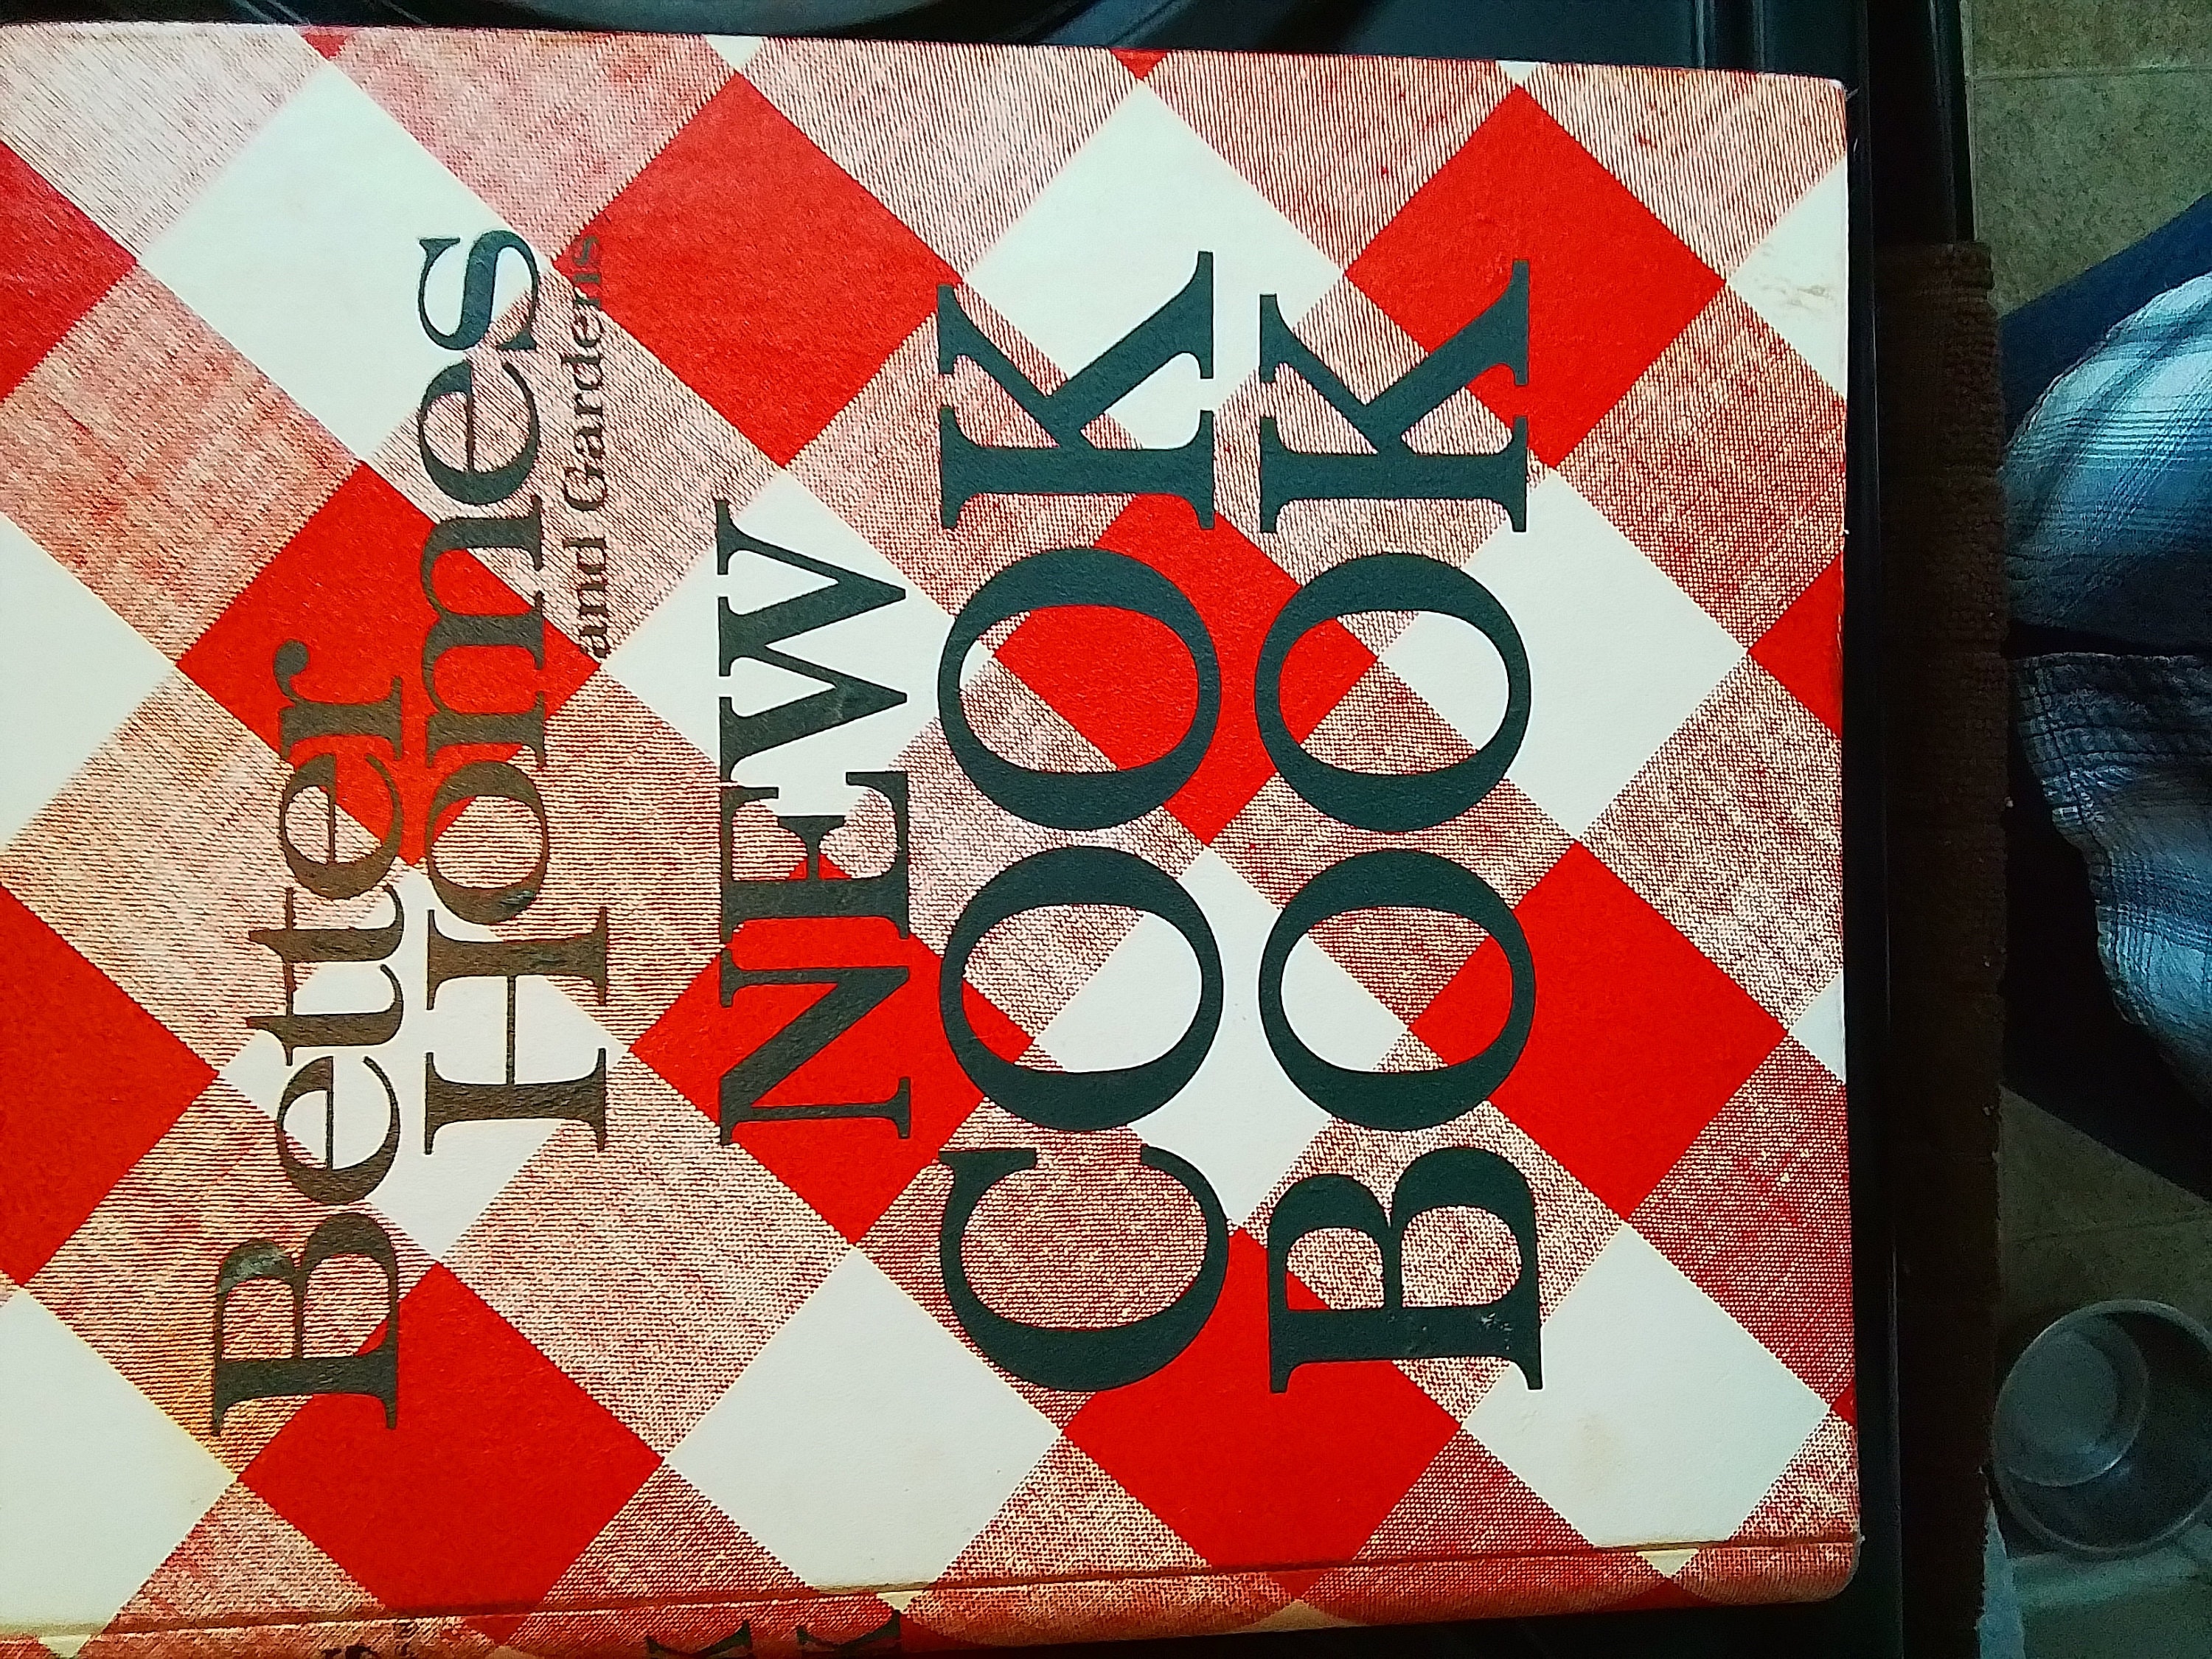 Better
Homes
and Gardens
NEW
COOK
BOOK